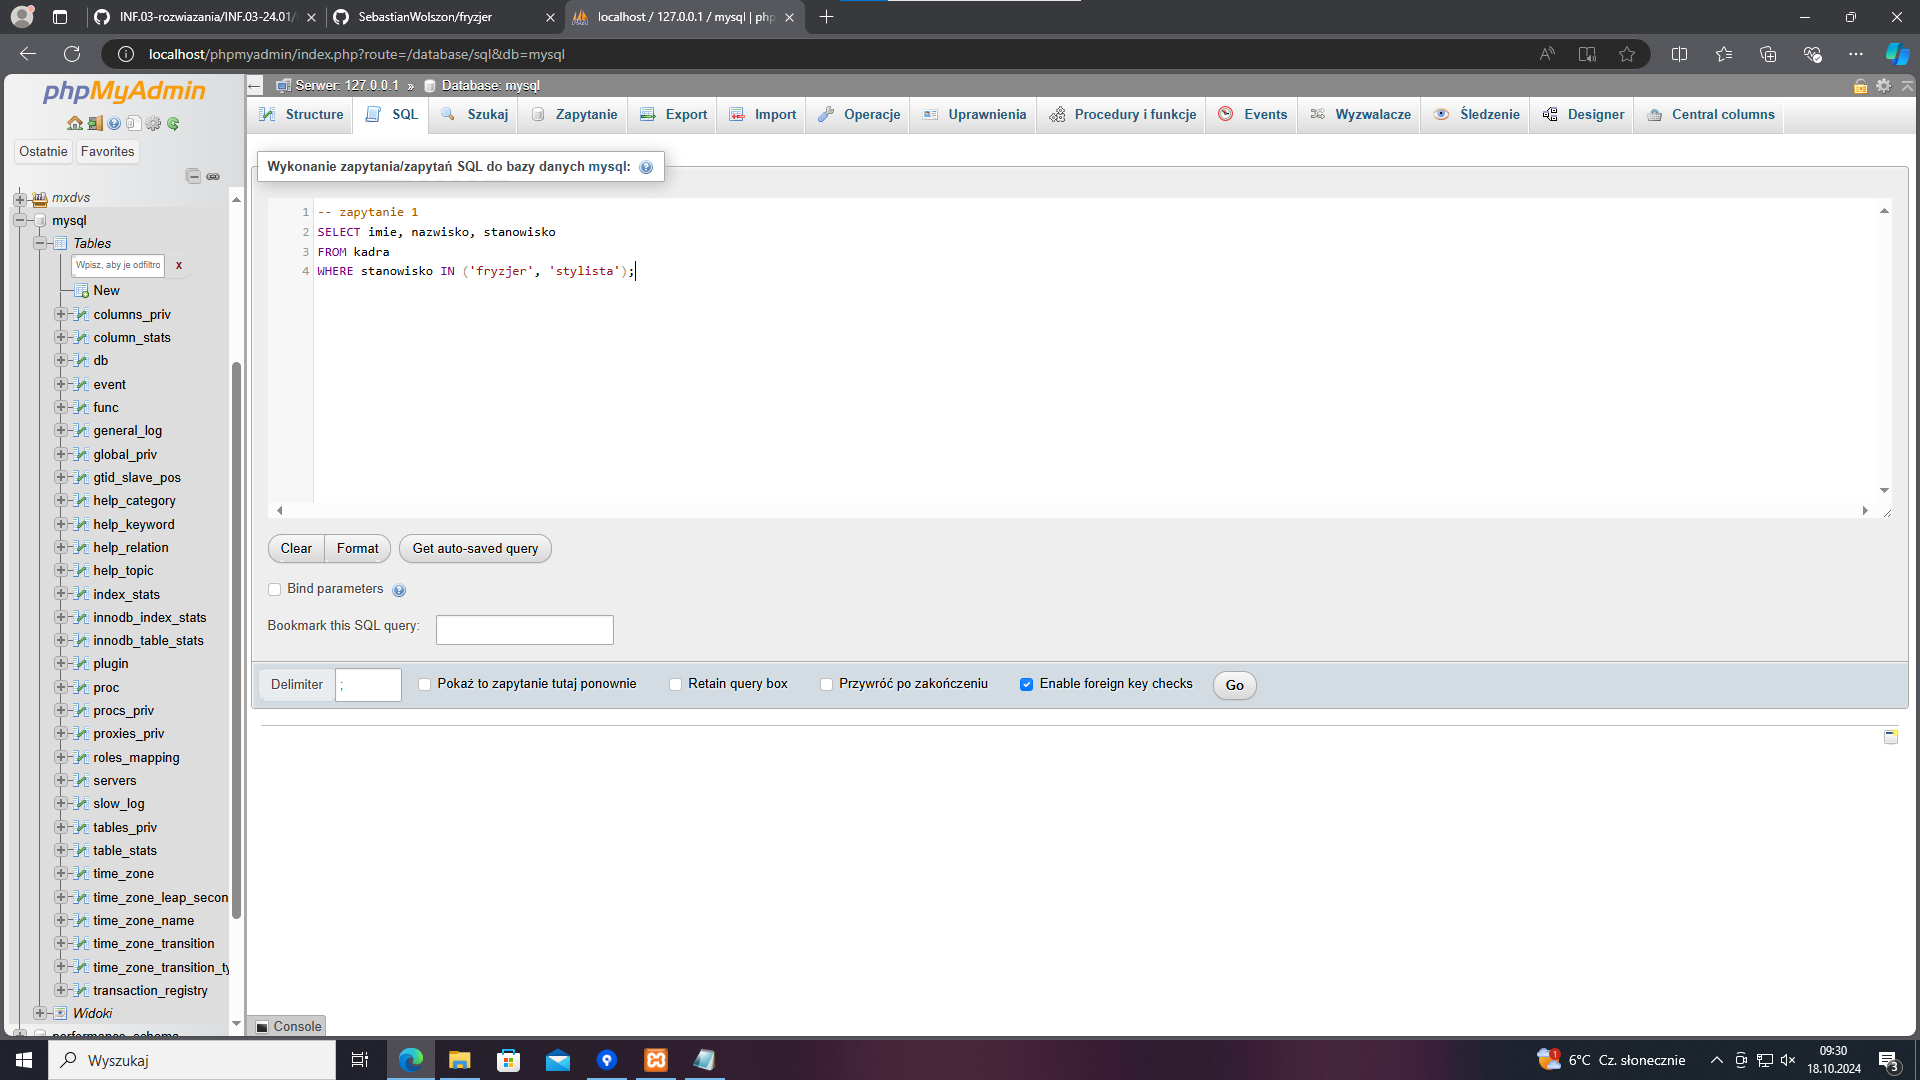 INF.03-rozwiazania/INF.03-24.01/
SebastianWolszon/fryzjer
localhost / 127.0.0.1 / mysql | php
localhost/phpmyadmin/index.php?route=/database/sql&db=mysql
phpMyAdmin
Ostatnie
Favorites
mxdvs
mysql
Tables
Wpisz, aby je odfiltro
x
New
columns_priv
column_stats
db
event
func
general_log
global_priv
gtid_slave_pos
help_category
help_keyword
help_relation
help_topic
index_stats
innodb_index_stats
innodb_table_stats
plugin
proc
procs_priv
proxies_priv
roles_mapping
servers
slow_log
tables_priv
table_stats
time_zone
time_zone_leap_secon
time_zone_name
time_zone_transition
time_zone_transition_ty
transaction_registry
Widoki
performance_schema
Serwer: 127.0.0.1 » Database: mysql
Structure
SQL
Szukaj
Zapytanie
Export
Import
Operacje
Uprawnienia
Procedury i funkcje
Events
Wyzwalacze
Śledzenie
Designer
Central columns
Wykonanie zapytania/zapytań SQL do bazy danych mysql:
1 -- zapytanie 1
2 SELECT imie, nazwisko, stanowisko
3 FROM kadra
4 WHERE stanowisko IN ('fryzjer', 'stylista');
Clear
Format
Get auto-saved query
Bind parameters
Bookmark this SQL query:
Delimiter
;
Pokaż to zapytanie tutaj ponownie
Retain query box
Przywróć po zakończeniu
Enable foreign key checks
Go
Console
Wyszukaj
1
6°C Cz. słonecznie
09:30
18.10.2024
3